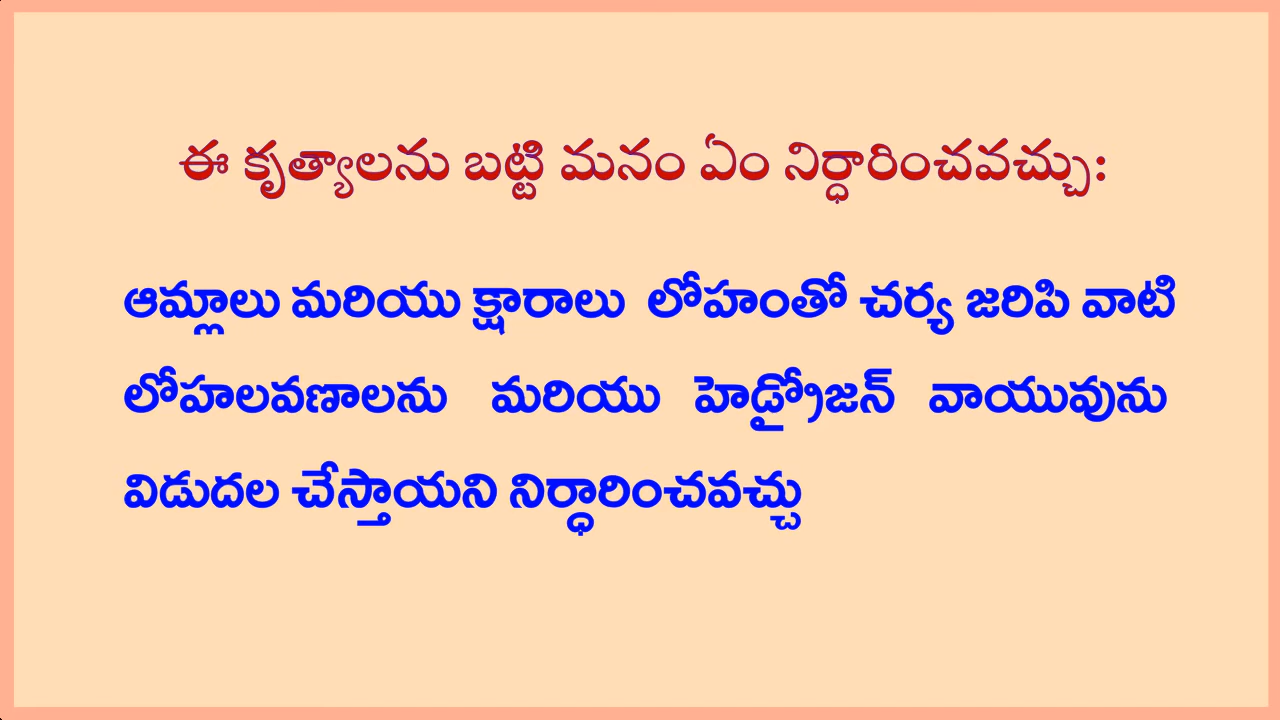 ఈ కృత్యాలను బట్టి మనం ఏం నిర్ధారించవచ్చు:
ఆమ్లాలు మరియు క్షారాలు లోహంతో చర్య జరిపి వాటి
లోహలవణాలను మరియు హెడ్రోజన్ వాయువును
విడుదల చేస్తాయని నిర్ధారించవచ్చు